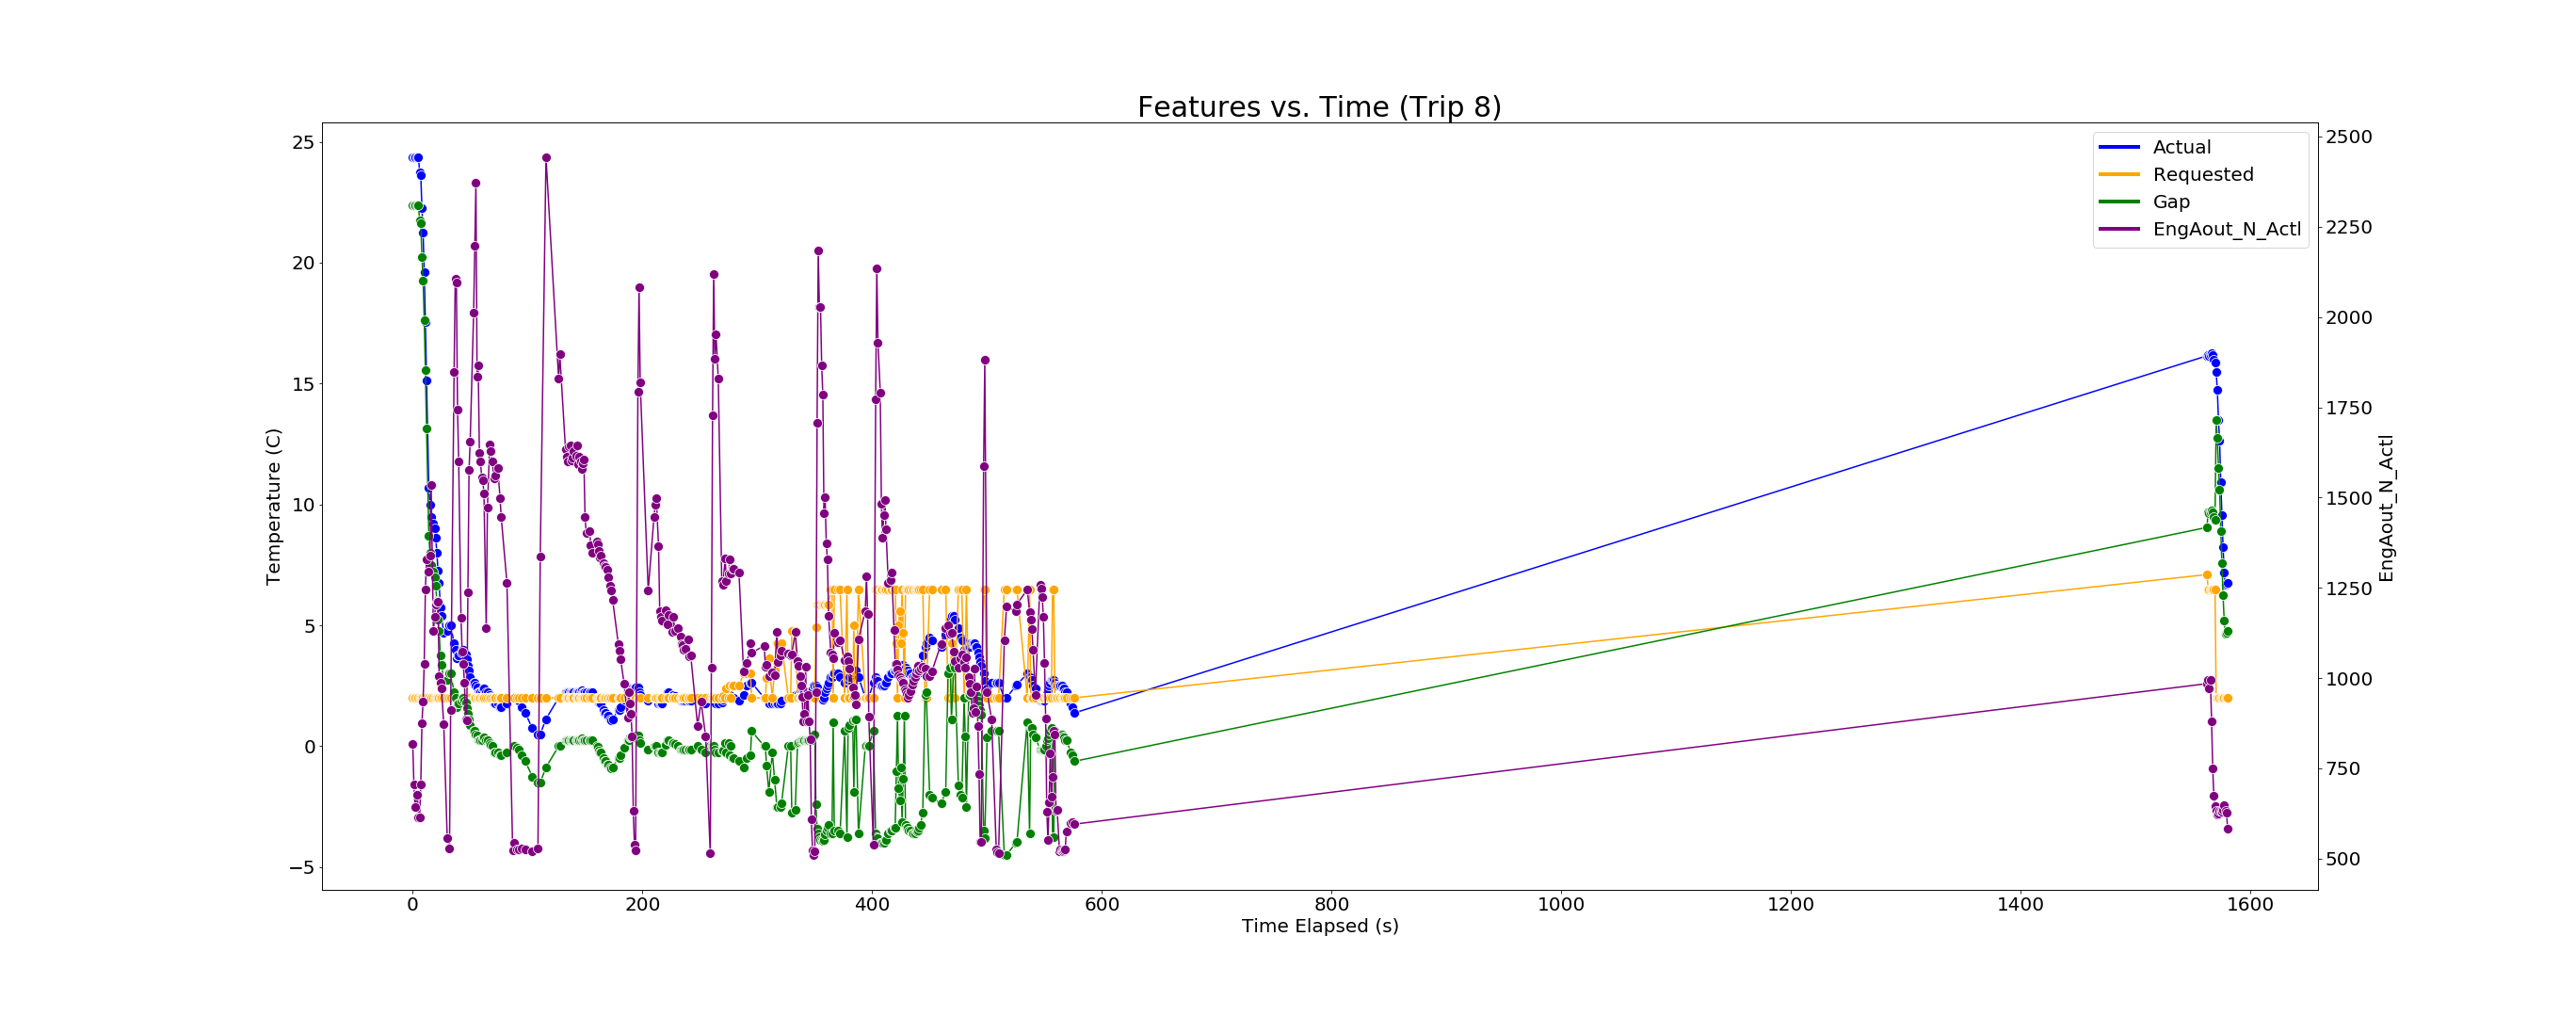 Features vs. Time (Trip 8)
Actual
Requested
Gap
EngAout_N_Actl
25
20
15
10
5
0
−5
Temperature (C)
2500
2250
2000
1750
1500
1250
1000
750
500
EngAout_N_Actl
0 200 400 600 800 1000 1200 1400 1600
Time Elapsed (s)